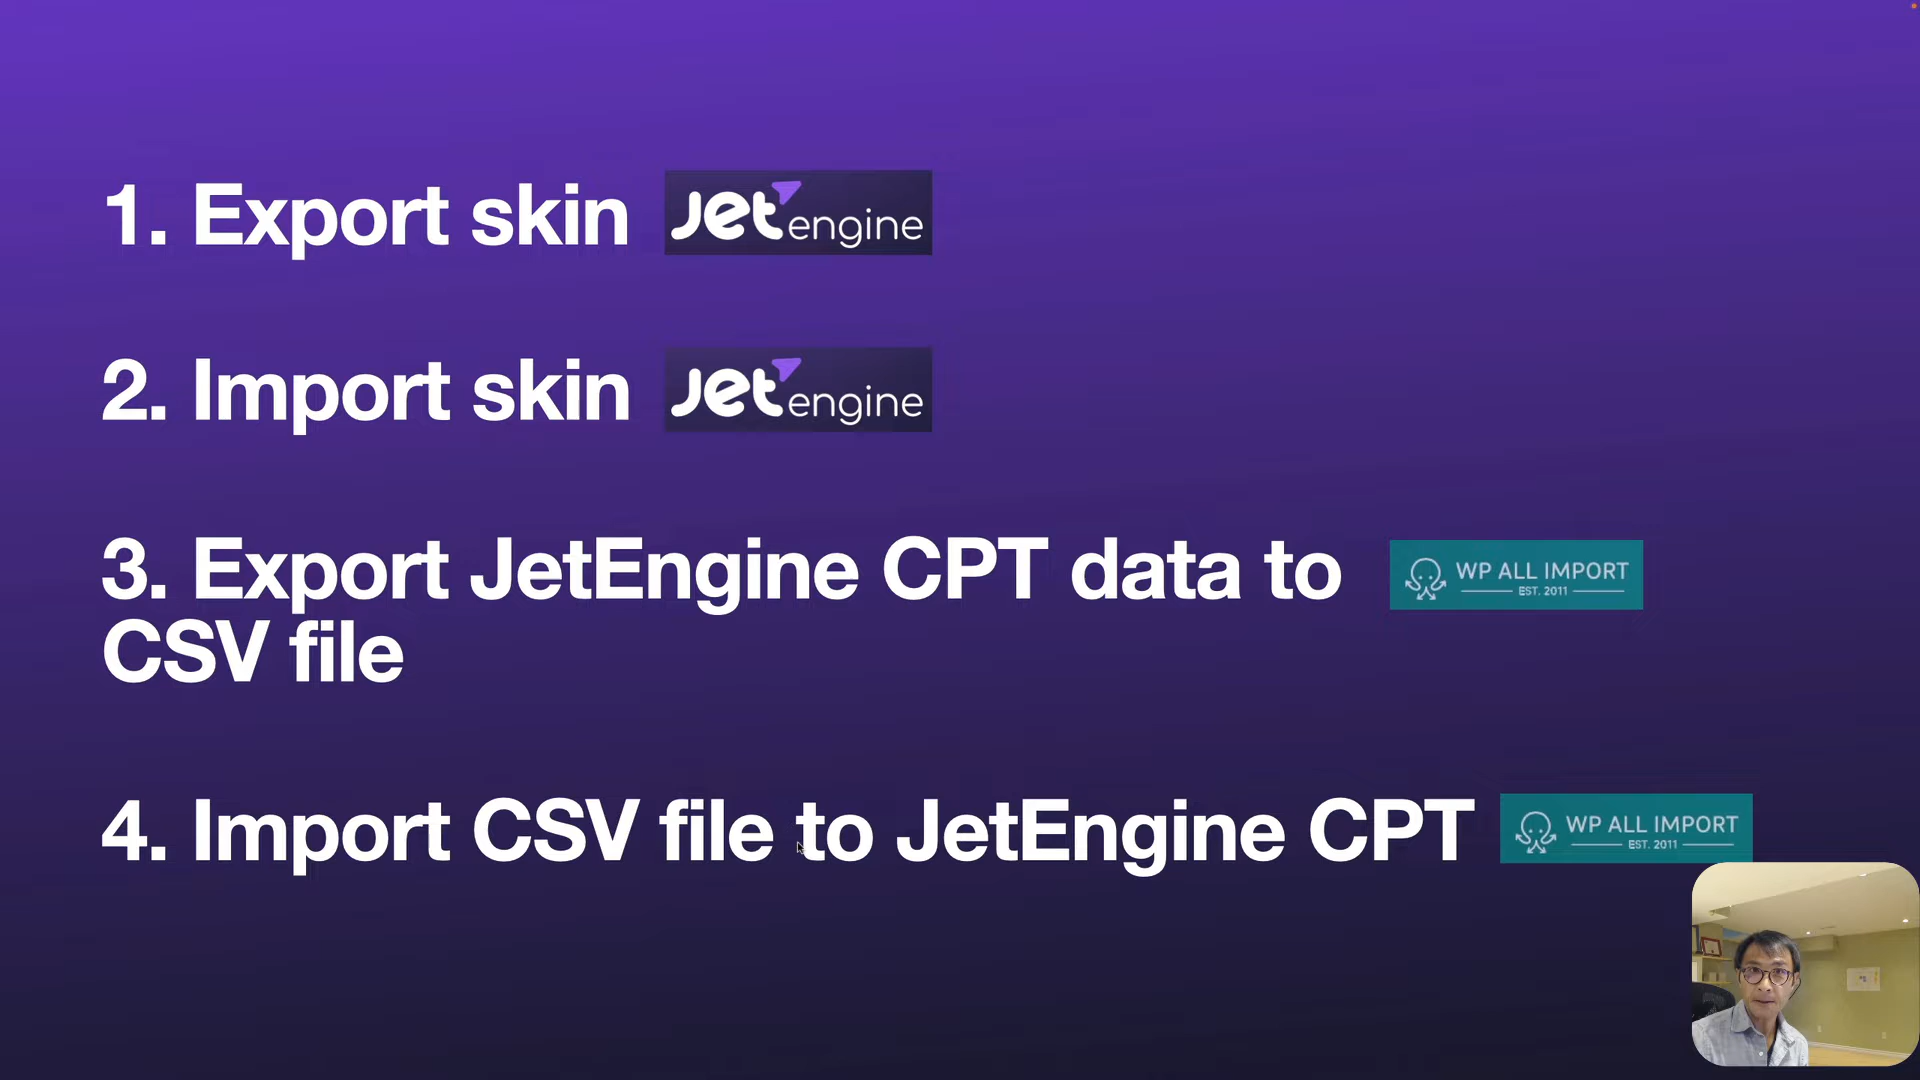 1. Export skin Jet engine
2. Import skin Jet engine
3. Export JetEngine CPT data to
WP ALL IMPORT
EST. 2011
CSV file
4. Import CSV file to JetEngine CPT
WP ALL IMPORT
EST. 2011